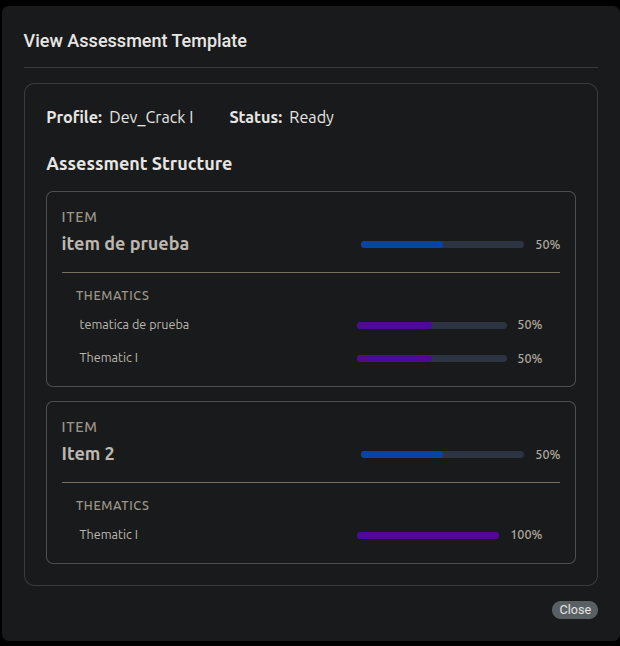 View Assessment Template
Profile: Dev_Crack I Status: Ready
Assessment Structure
ITEM
item de prueba 50%
THEMATICS
tematica de prueba 50%
Thematic I 50%
ITEM
Item 2 50%
THEMATICS
Thematic I 100%
Close